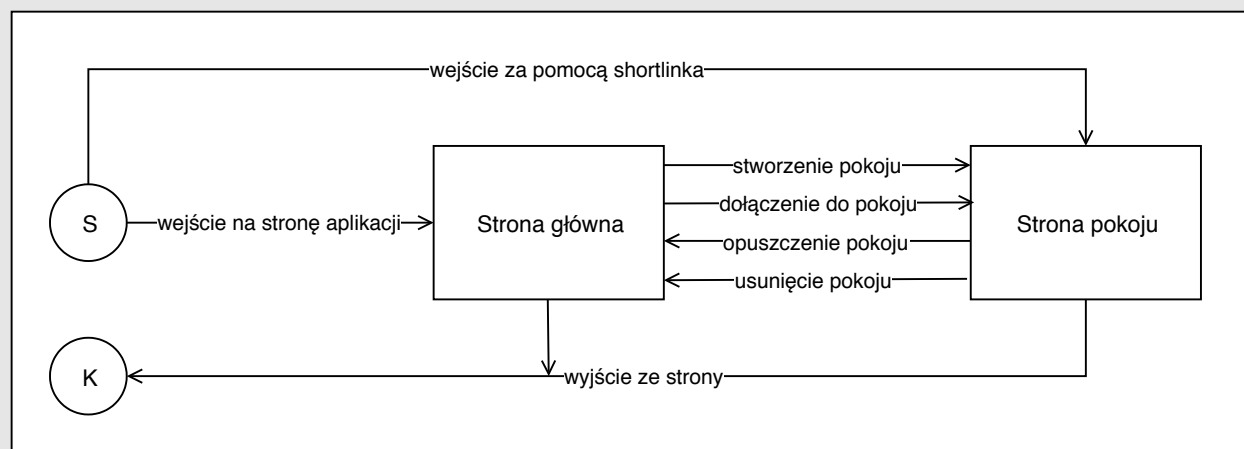 wejście za pomocą shortlinka
stworzenie pokoju
S
wejście na stronę aplikacji
Strona główna
dołączenie do pokoju
Strona pokoju
opuszczenie pokoju
usunięcie pokoju
K
wyjście ze strony